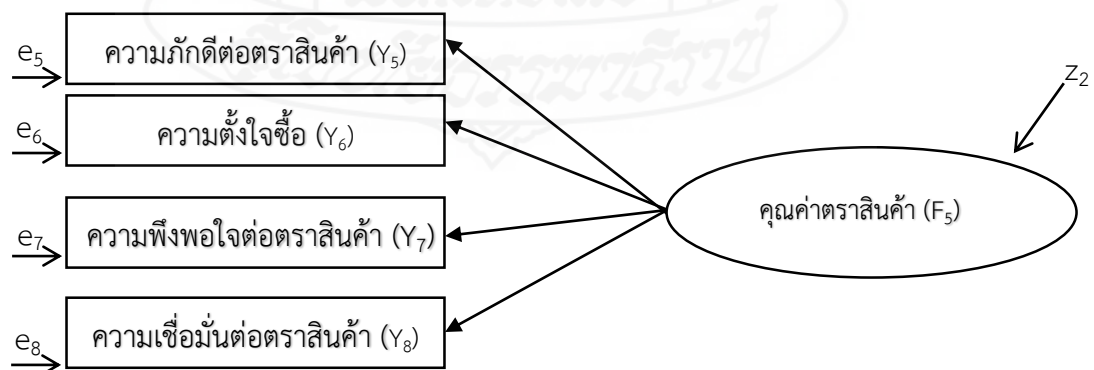 e₅
ความภักดีต่อตราสินค้า (Y₅)
z₂
e₆
ความตั้งใจซื้อ (Y₆)
คุณค่าตราสินค้า (F₅)
e₇
ความพึงพอใจต่อตราสินค้า (Y₇)
e₈
ความเชื่อมั่นต่อตราสินค้า (Y₈)